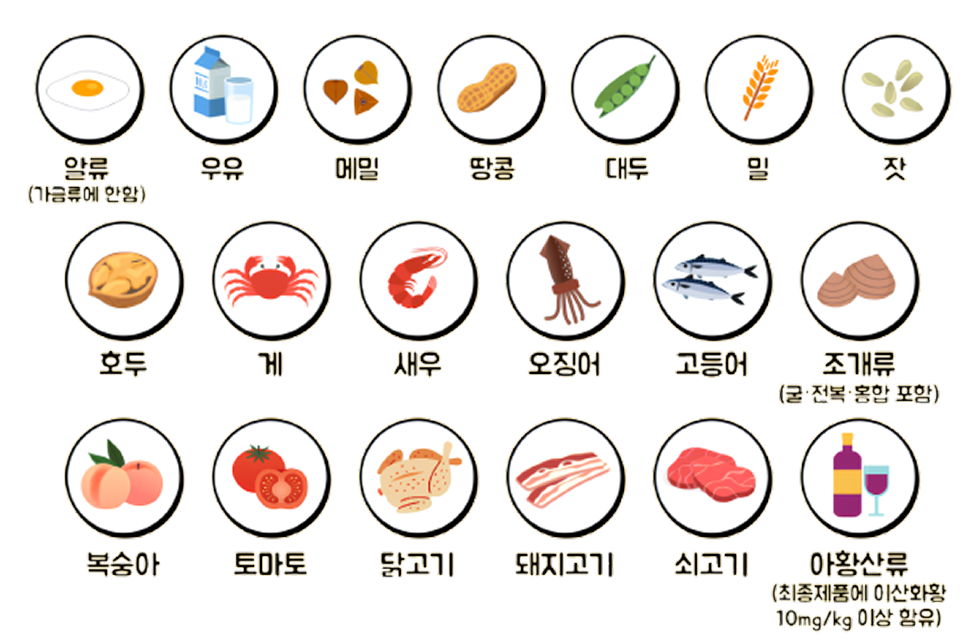 알류 우유 메밀 땅콩 대두 밀 잣
(가금류에 한함)
호두 게 새우 오징어 고등어 조개류
(굴·전복·홍합 포함)
복숭아 토마토 닭고기 돼지고기 쇠고기 아황산류
(최종제품에 이산화황
10mg/kg 이상 함유)